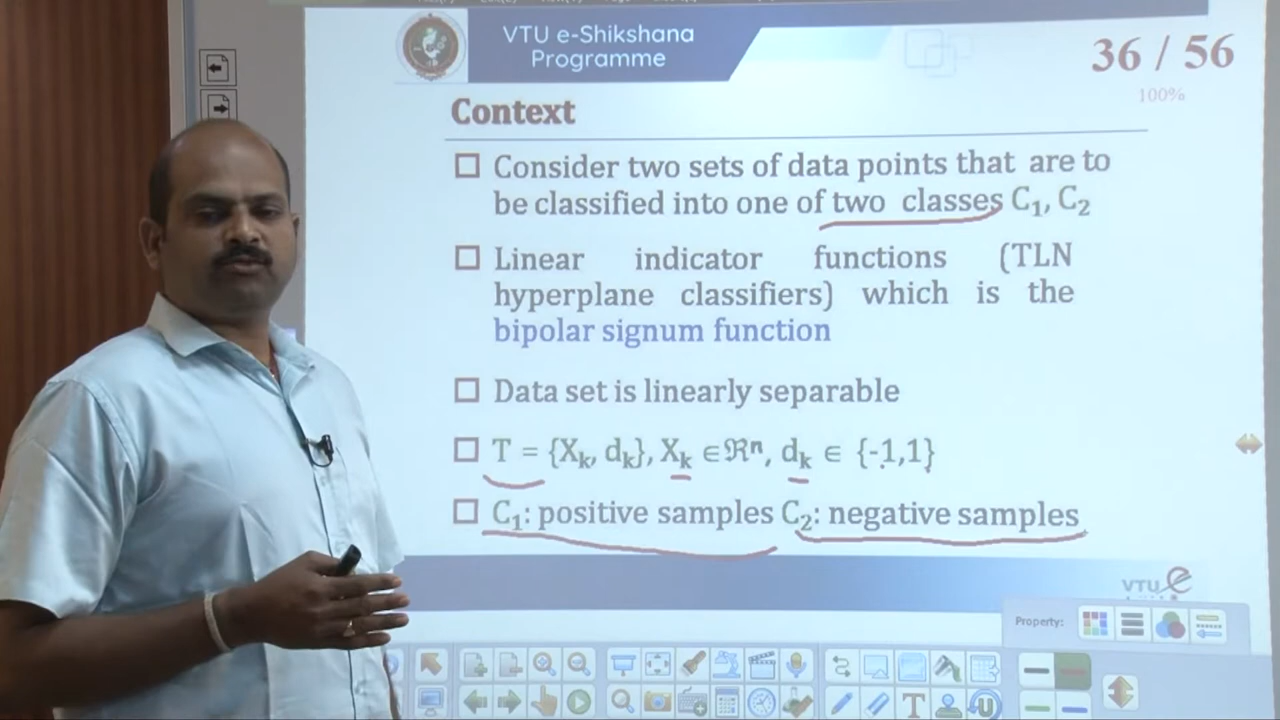 VTU e-Shikshana
Programme
36 / 56
100%
Context
Consider two sets of data points that are to
be classified into one of two classes C₁, C₂
Linear indicator functions (TLN
hyperplane classifiers) which is the
bipolar signum function
Data set is linearly separable
T = {Xₖ, dₖ}, Xₖ ∈ℜⁿ, dₖ ∈ {-1,1}
C₁: positive samples C₂: negative samples
VTU e
Property: